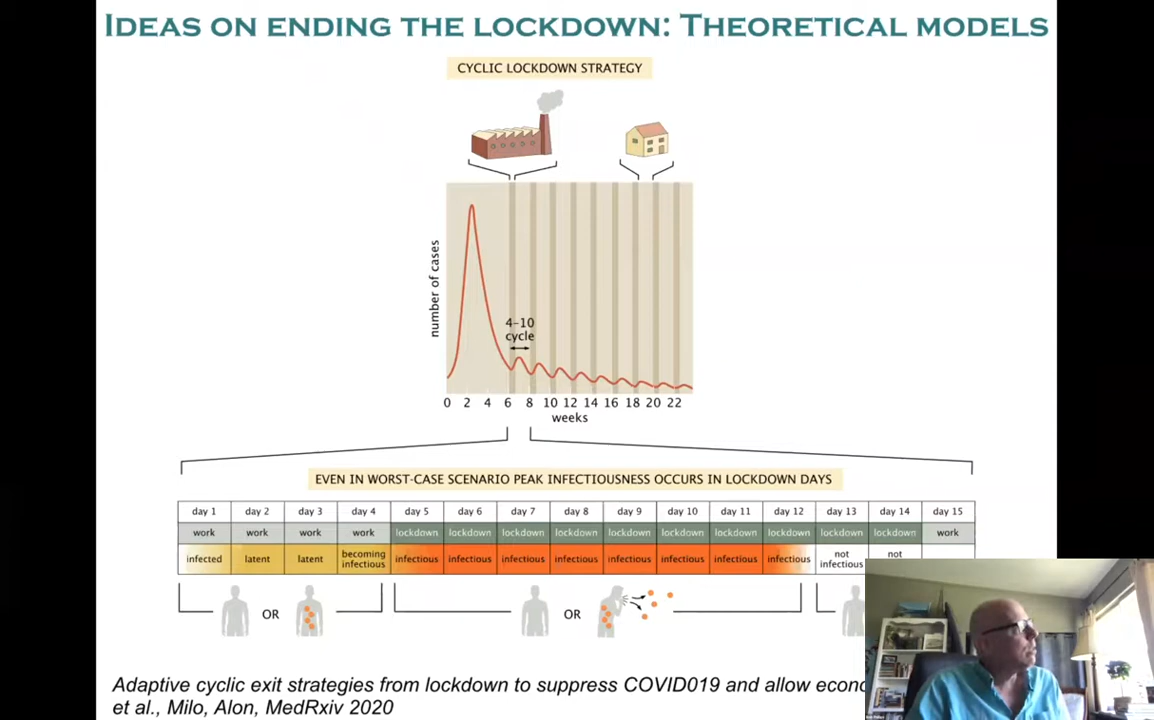 IDEAS ON ENDING THE LOCKDOWN: THEORETICAL MODELS
CYCLIC LOCKDOWN STRATEGY
number of cases
4–10
cycle
0 2 4 6 8 10 12 14 16 18 20 22
weeks
EVEN IN WORST-CASE SCENARIO PEAK INFECTIOUSNESS OCCURS IN LOCKDOWN DAYS
day 1 day 2 day 3 day 4 day 5 day 6 day 7 day 8 day 9 day 10 day 11 day 12 day 13 day 14 day 15
work work work work lockdown lockdown lockdown lockdown lockdown lockdown lockdown lockdown lockdown lockdown work
infected latent latent becoming infectious infectious infectious infectious infectious infectious infectious infectious infectious not infectious not
OR OR
Adaptive cyclic exit strategies from lockdown to suppress COVID019 and allow
et al., Milo, Alon, MedRxiv 2020